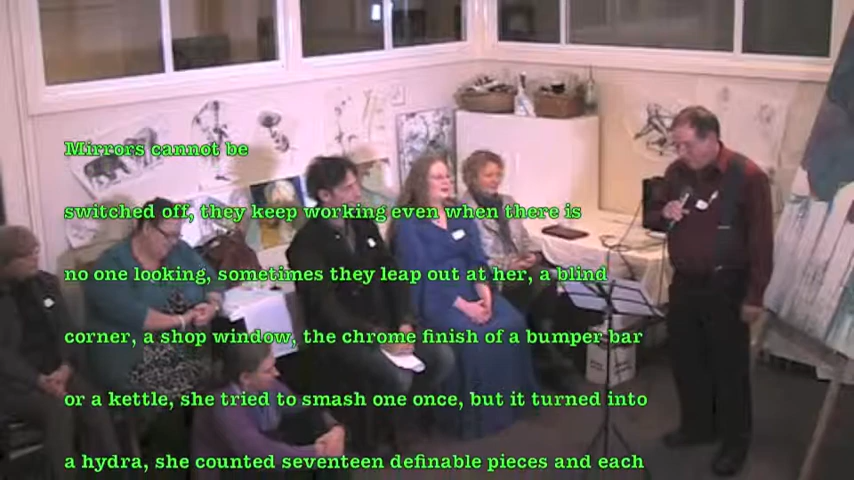 Mirrors cannot be
switched off, they keep working even when there is
no one looking, sometimes they leap out at her, a blind
corner, a shop window, the chrome finish of a bumper bar
or a kettle, she tried to smash one once, but it turned into
a hydra, she counted seventeen definable pieces and each